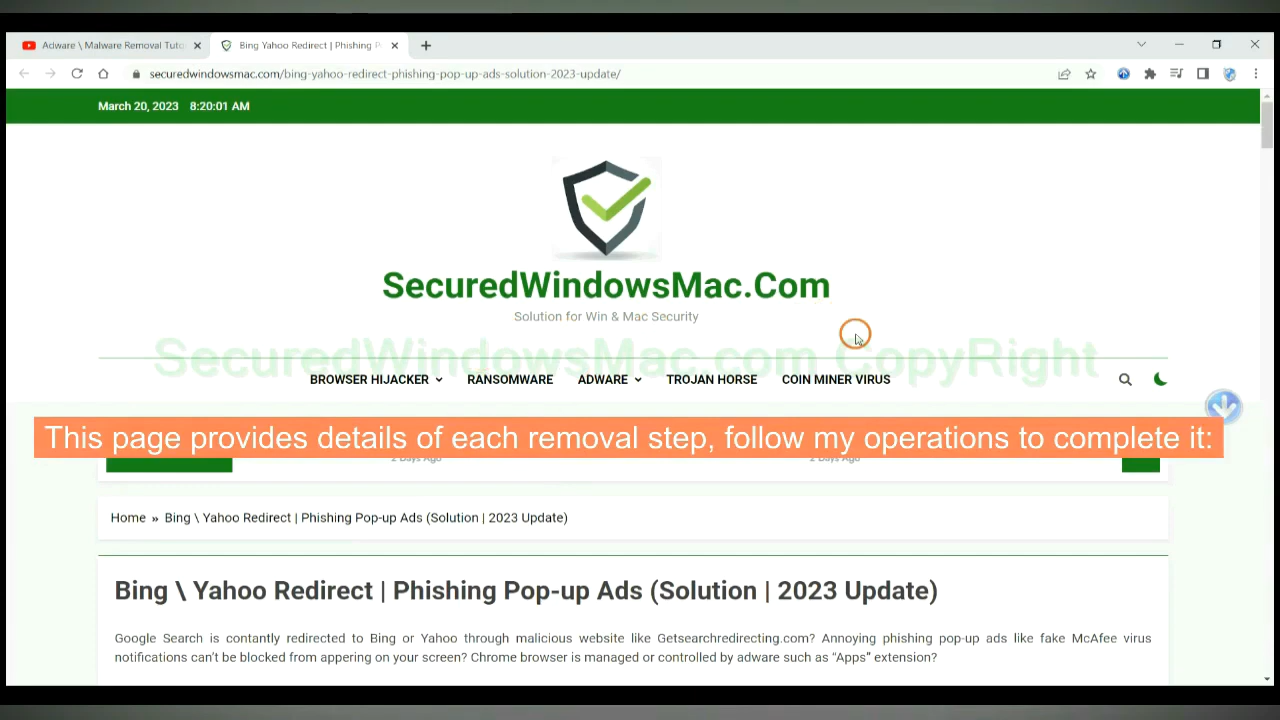 Adware \ Malware Removal Tuto
Bing Yahoo Redirect | Phishing P
securedwindowsmac.com/bing-yahoo-redirect-phishing-pop-up-ads-solution-2023-update/
March 20, 2023 8:20:01 AM
SecuredWindowsMac.Com
Solution for Win & Mac Security
SecuredWindowsMac.com CopyRight
BROWSER HIJACKER RANSOMWARE ADWARE TROJAN HORSE COIN MINER VIRUS
This page provides details of each removal step, follow my operations to complete it:
2 Days Ago 2 Days Ago
Home » Bing \ Yahoo Redirect | Phishing Pop-up Ads (Solution | 2023 Update)
Bing \ Yahoo Redirect | Phishing Pop-up Ads (Solution | 2023 Update)
Google Search is contantly redirected to Bing or Yahoo through malicious website like Getsearchredirecting.com? Annoying phishing pop-up ads like fake McAfee virus
notifications can't be blocked from appering on your screen? Chrome browser is managed or controlled by adware such as “Apps” extension?